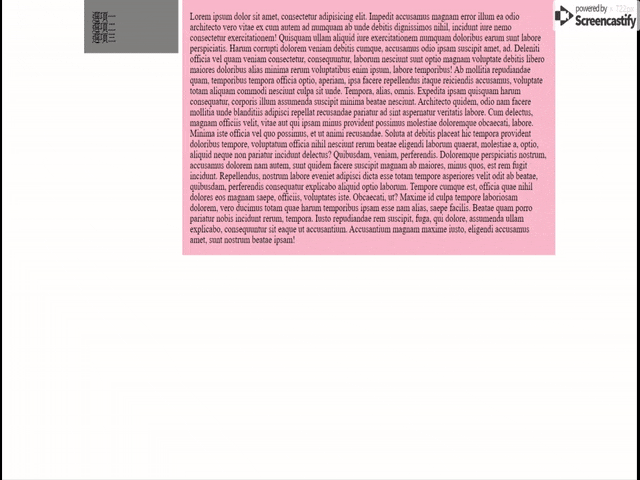 選項一
選項二
選項三
Lorem ipsum dolor sit amet, consectetur adipisicing elit. Impedit accusamus magnam error illum ea odio
architecto vero vitae ex cum autem ad numquam ab unde debitis dignissimos nihil, incidunt iure nemo
consectetur exercitationem! Quisquam ullam aliquid iure exercitationem numquam doloribus earum sunt labore
perspiciatis. Harum corrupti dolorem veniam debitis cumque, accusamus odio ipsam suscipit amet, ad. Deleniti
officia vel quam veniam consectetur, consequuntur, laborum nesciunt sunt optio magnam voluptate debitis libero
maiores doloribus alias minima rerum voluptatibus enim ipsum, labore temporibus! Ab mollitia repudiandae
quam, temporibus tempora officia optio, aperiam, ipsa facere repellendus itaque reiciendis accusamus, voluptate
totam aliquam commodi nesciunt culpa sit unde. Tempora, alias, omnis. Expedita ipsam quisquam harum
consequatur, corporis illum assumenda suscipit minima beatae nesciunt. Architecto quidem, odio nam facere
mollitia unde blanditiis adipisci repellat recusandae pariatur ad sint aspernatur veritatis labore. Cum delectus,
magnam officiis velit, vitae aut qui ipsam minus provident possimus molestiae doloremque obcaecati, labore.
Minima iste officia vel quo possimus, et ut animi recusandae. Soluta at debitis placeat hic tempora provident
doloribus tempore, voluptatum officia nihil nesciunt rerum beatae eligendi laborum quaerat, molestiae a, optio,
aliquid neque non pariatur incidunt delectus? Quibusdam, veniam, perferendis. Doloremque perspiciatis nostrum,
accusamus dolorem nam autem, sunt quidem facere suscipit magnam ab maiores, minus quos, est rem fugit
incidunt. Repellendus, nostrum labore eveniet adipisci dicta esse totam tempore asperiores velit odit ab beatae,
quibusdam, perferendis consequatur explicabo aliquid optio laborum. Tempore cumque est, officia quae nihil
dolores eos magnam saepe, officiis, voluptates iste. Obcaecati, ut? Maxime id culpa tempore laboriosam
dolorem, vero ducimus totam quae harum temporibus ipsam esse nam alias, saepe facilis. Beatae quam porro
pariatur nobis incidunt rerum, tempora. Iusto repudiandae rem suscipit, fuga, qui dolore, assumenda ullam
explicabo, consequuntur sit eaque ut accusantium. Accusantium magnam maxime iusto, eligendi accusamus
amet, sunt nostrum beatae ipsam!
powered by
Screencastify